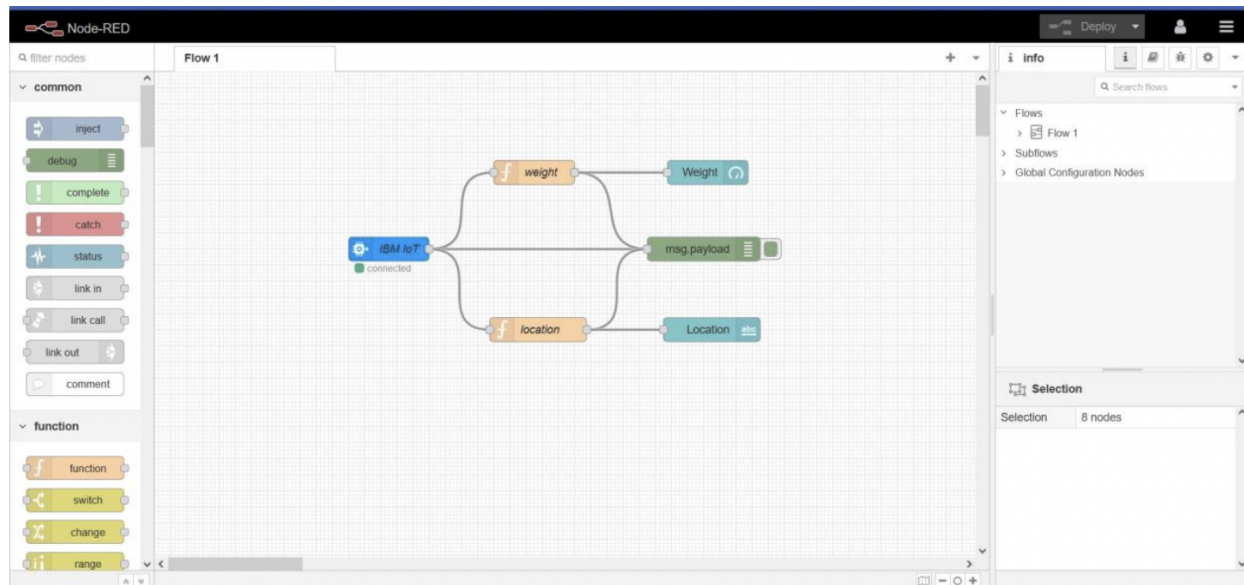 Node-RED
Deploy
filter nodes
Flow 1
i info
i
Search flows
common
inject
debug
complete
catch
status
link in
link call
link out
comment
function
function
switch
change
range
weight
Weight
IBM IoT
connected
msg.payload
location
Location
abc
Flows
Flow 1
Subflows
Global Configuration Nodes
Selection
Selection 8 nodes